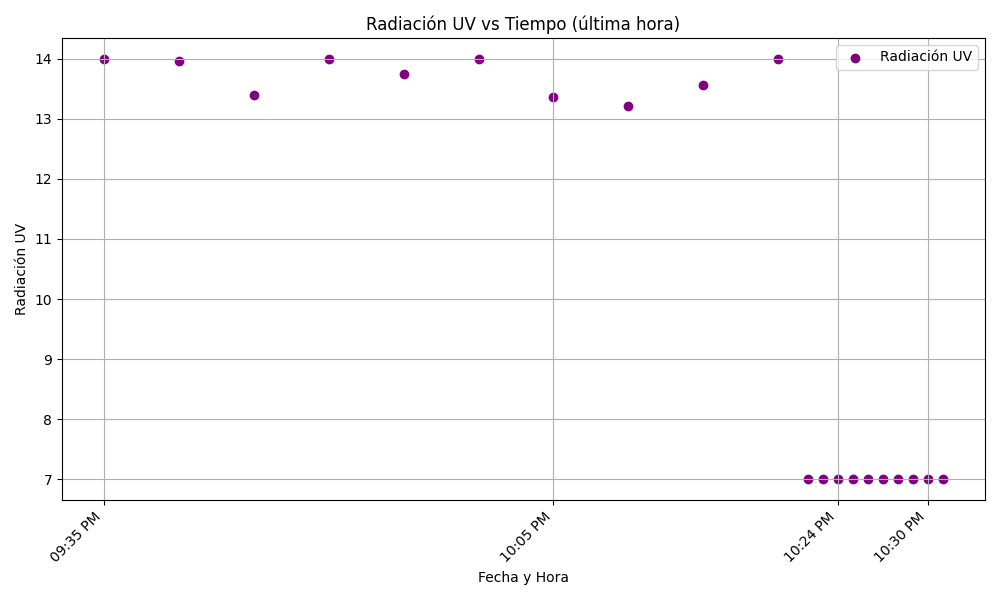 Radiación UV vs Tiempo (última hora)
Radiación UV
14
13
12
11
10
9
8
7
Radiación UV
09:35 PM
10:05 PM
10:24 PM
10:30 PM
Fecha y Hora